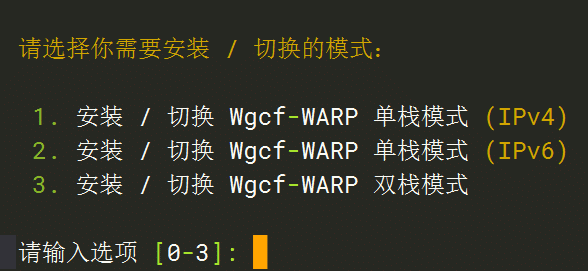 请选择你需要安装 / 切换的模式:
1. 安装 / 切换 Wgcf-WARP 单栈模式 (IPv4)
2. 安装 / 切换 Wgcf-WARP 单栈模式 (IPv6)
3. 安装 / 切换 Wgcf-WARP 双栈模式
请输入选项 [0-3]: